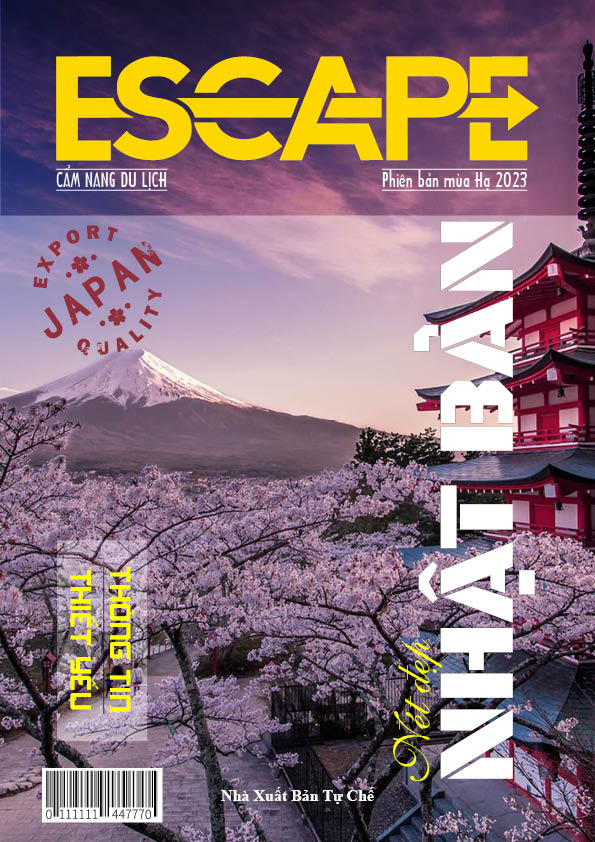 ESCAPE
CẨM NANG DU LỊCH
Phiên bản mùa Hạ 2023
EXPORT
JAPAN
QUALITY
Nét đẹp
NHẬT BẢN
THÔNG TIN
THIẾT YẾU
0 111111 447770
Nhà Xuất Bản Tự Chế